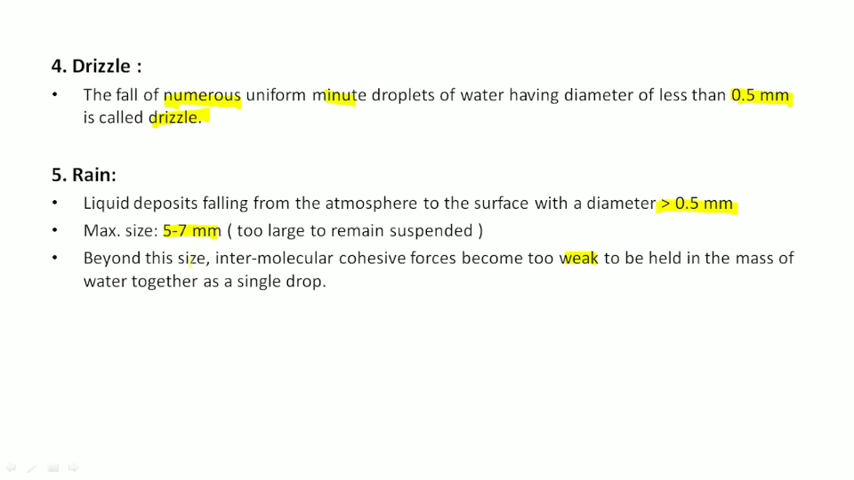 4. Drizzle :
• The fall of numerous uniform minute droplets of water having diameter of less than 0.5 mm
is called drizzle.
5. Rain:
• Liquid deposits falling from the atmosphere to the surface with a diameter > 0.5 mm
• Max. size: 5-7 mm ( too large to remain suspended )
• Beyond this size, inter-molecular cohesive forces become too weak to be held in the mass of
water together as a single drop.